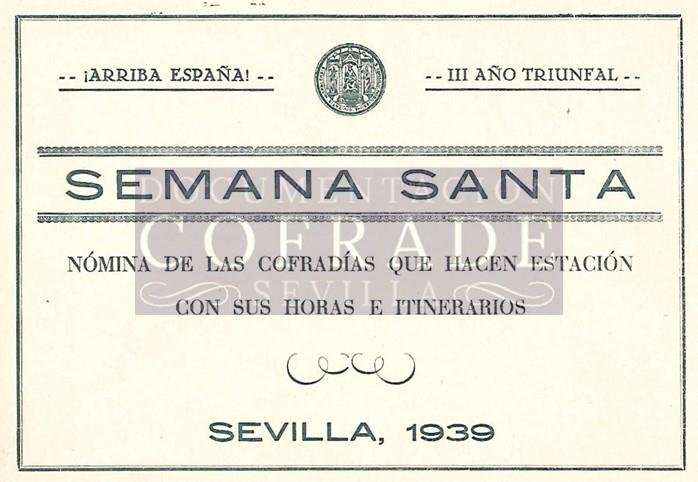 -- ¡ARRIBA ESPAÑA! --
-- III AÑO TRIUNFAL --
SEMANA SANTA
DOCUMENTACION
COFRADE
SEVILLA
NÓMINA DE LAS COFRADÍAS QUE HACEN ESTACIÓN
CON SUS HORAS E ITINERARIOS
SEVILLA, 1939